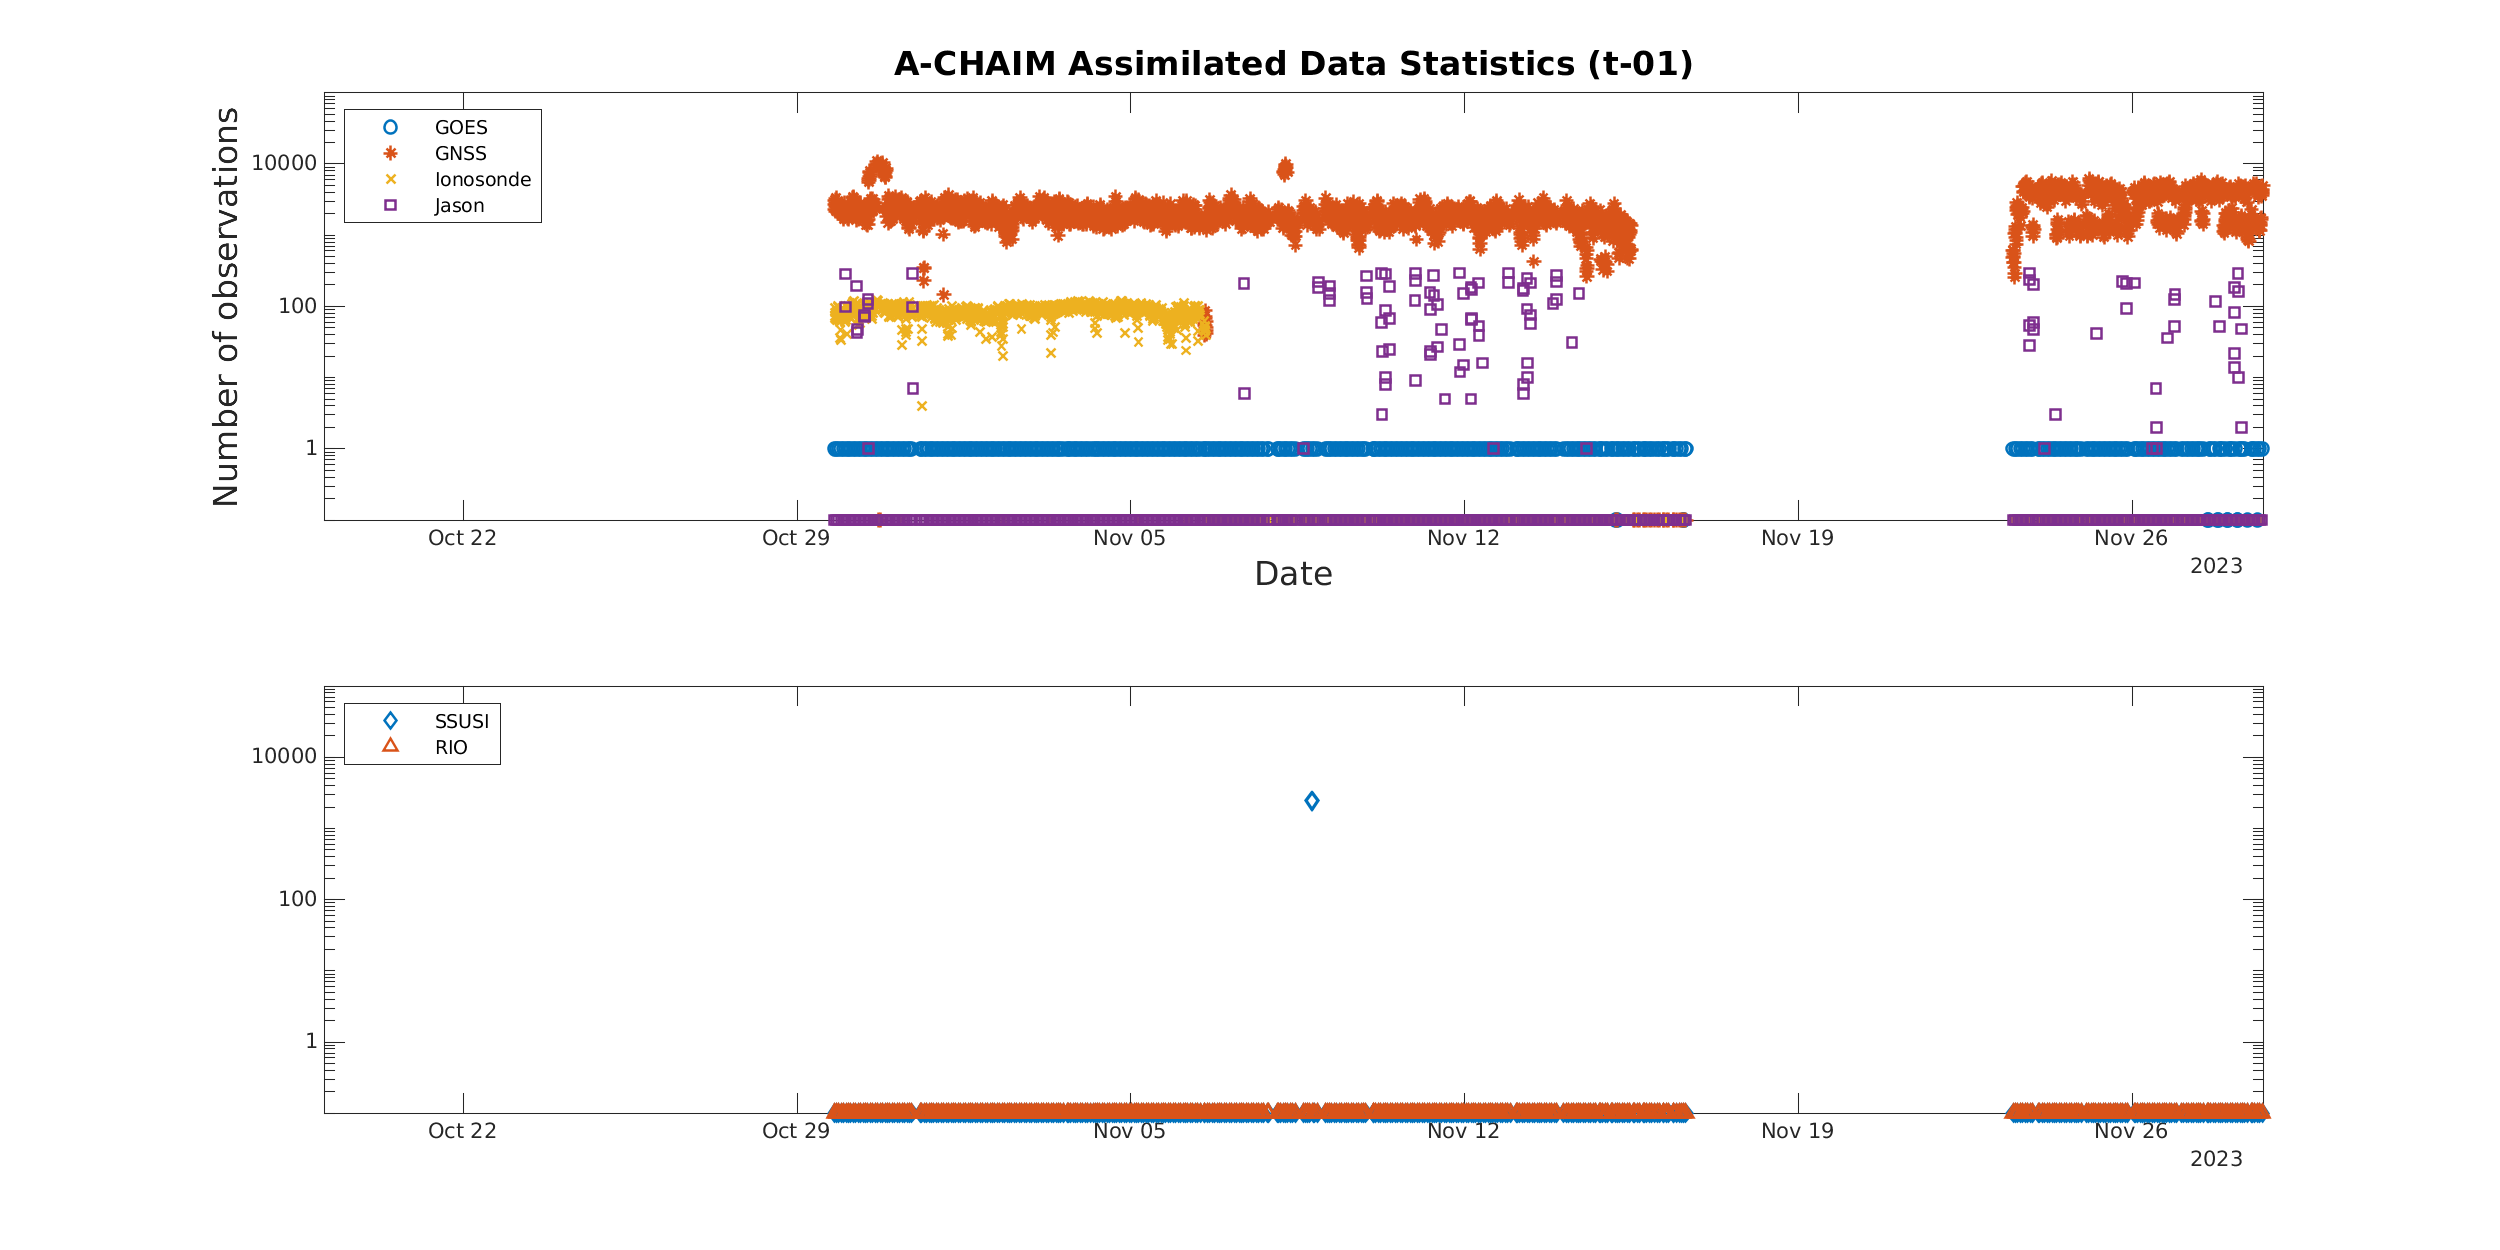 A-CHAIM Assimilated Data Statistics (t-01)
Number of observations
10000
100
1
GOES
GNSS
Ionosonde
Jason
Oct 22
Oct 29
Nov 05
Nov 12
Nov 19
Nov 26
2023
Date
10000
100
1
SSUSI
RIO
Oct 22
Oct 29
Nov 05
Nov 12
Nov 19
Nov 26
2023